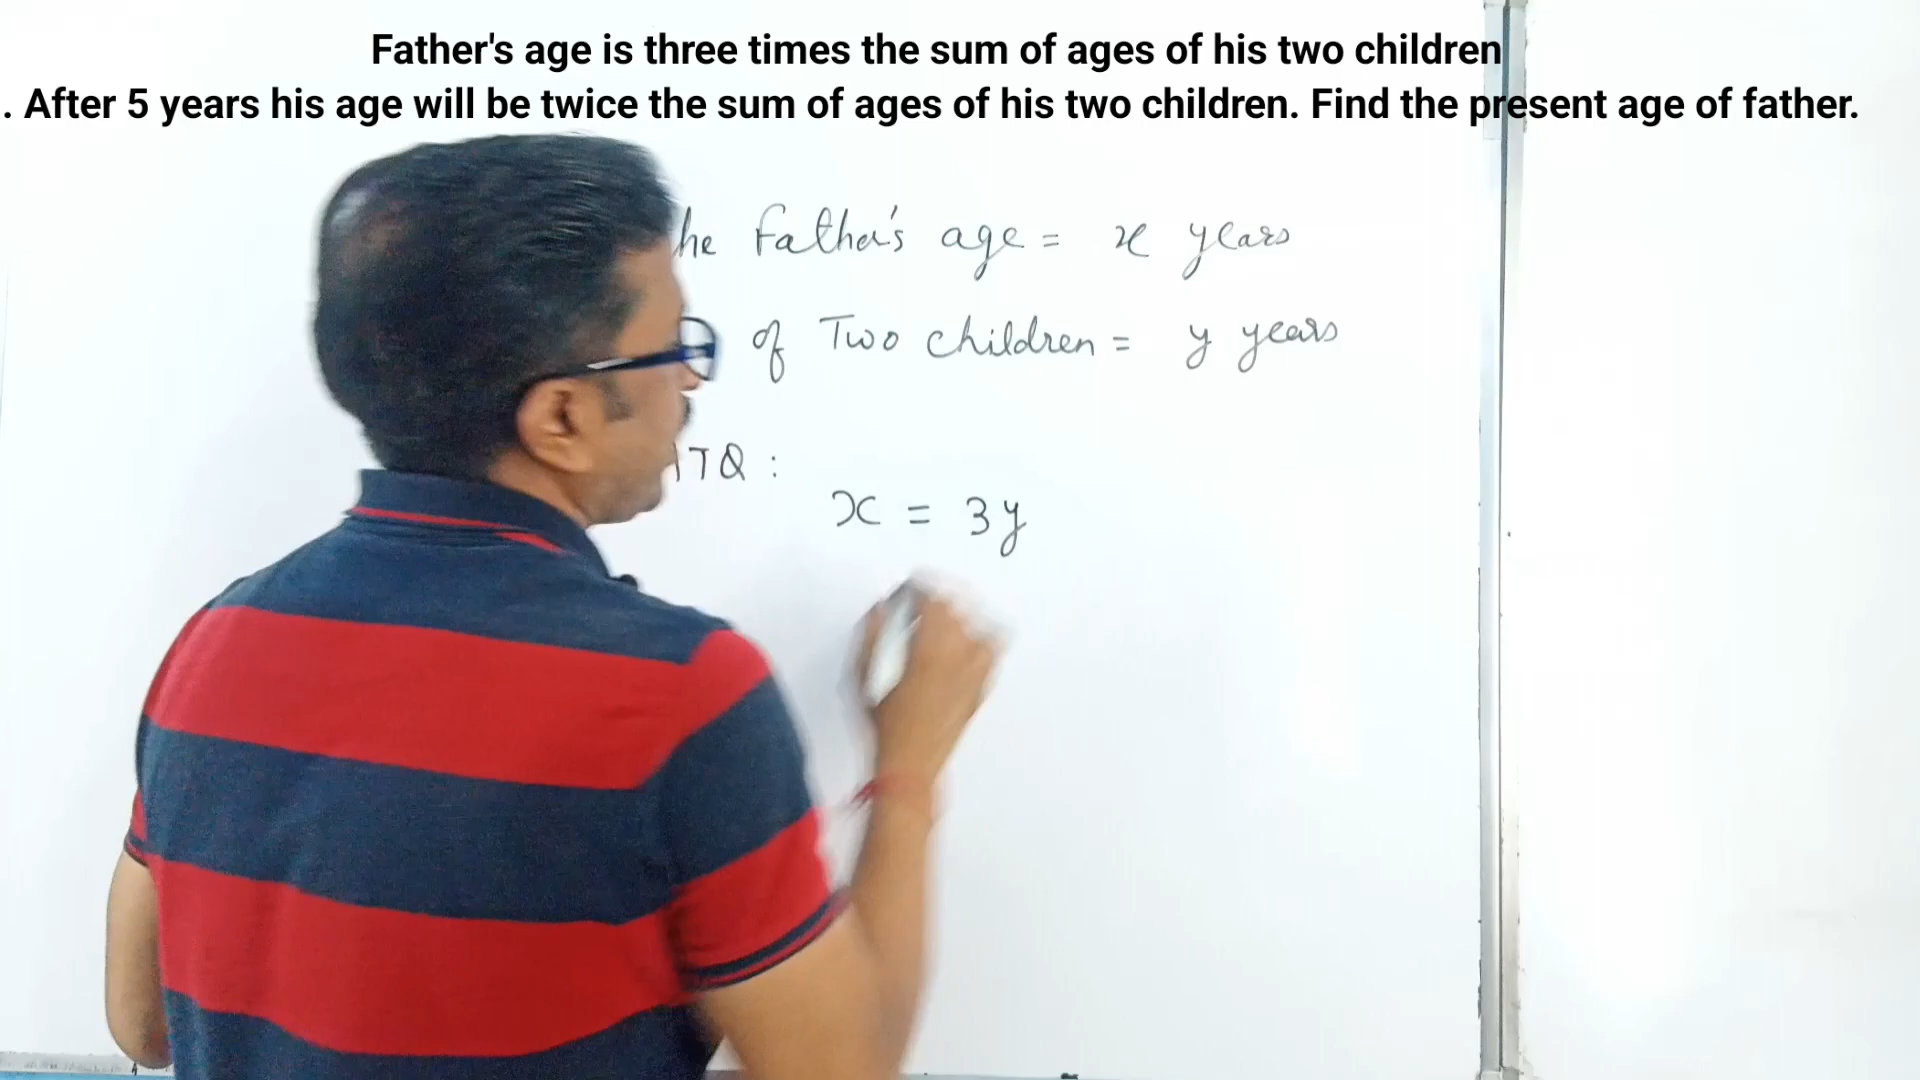 Father's age is three times the sum of ages of his two children
. After 5 years his age will be twice the sum of ages of his two children. Find the present age of father.
he Father's age = x years
of Two children = y years
ATQ :
x = 3y